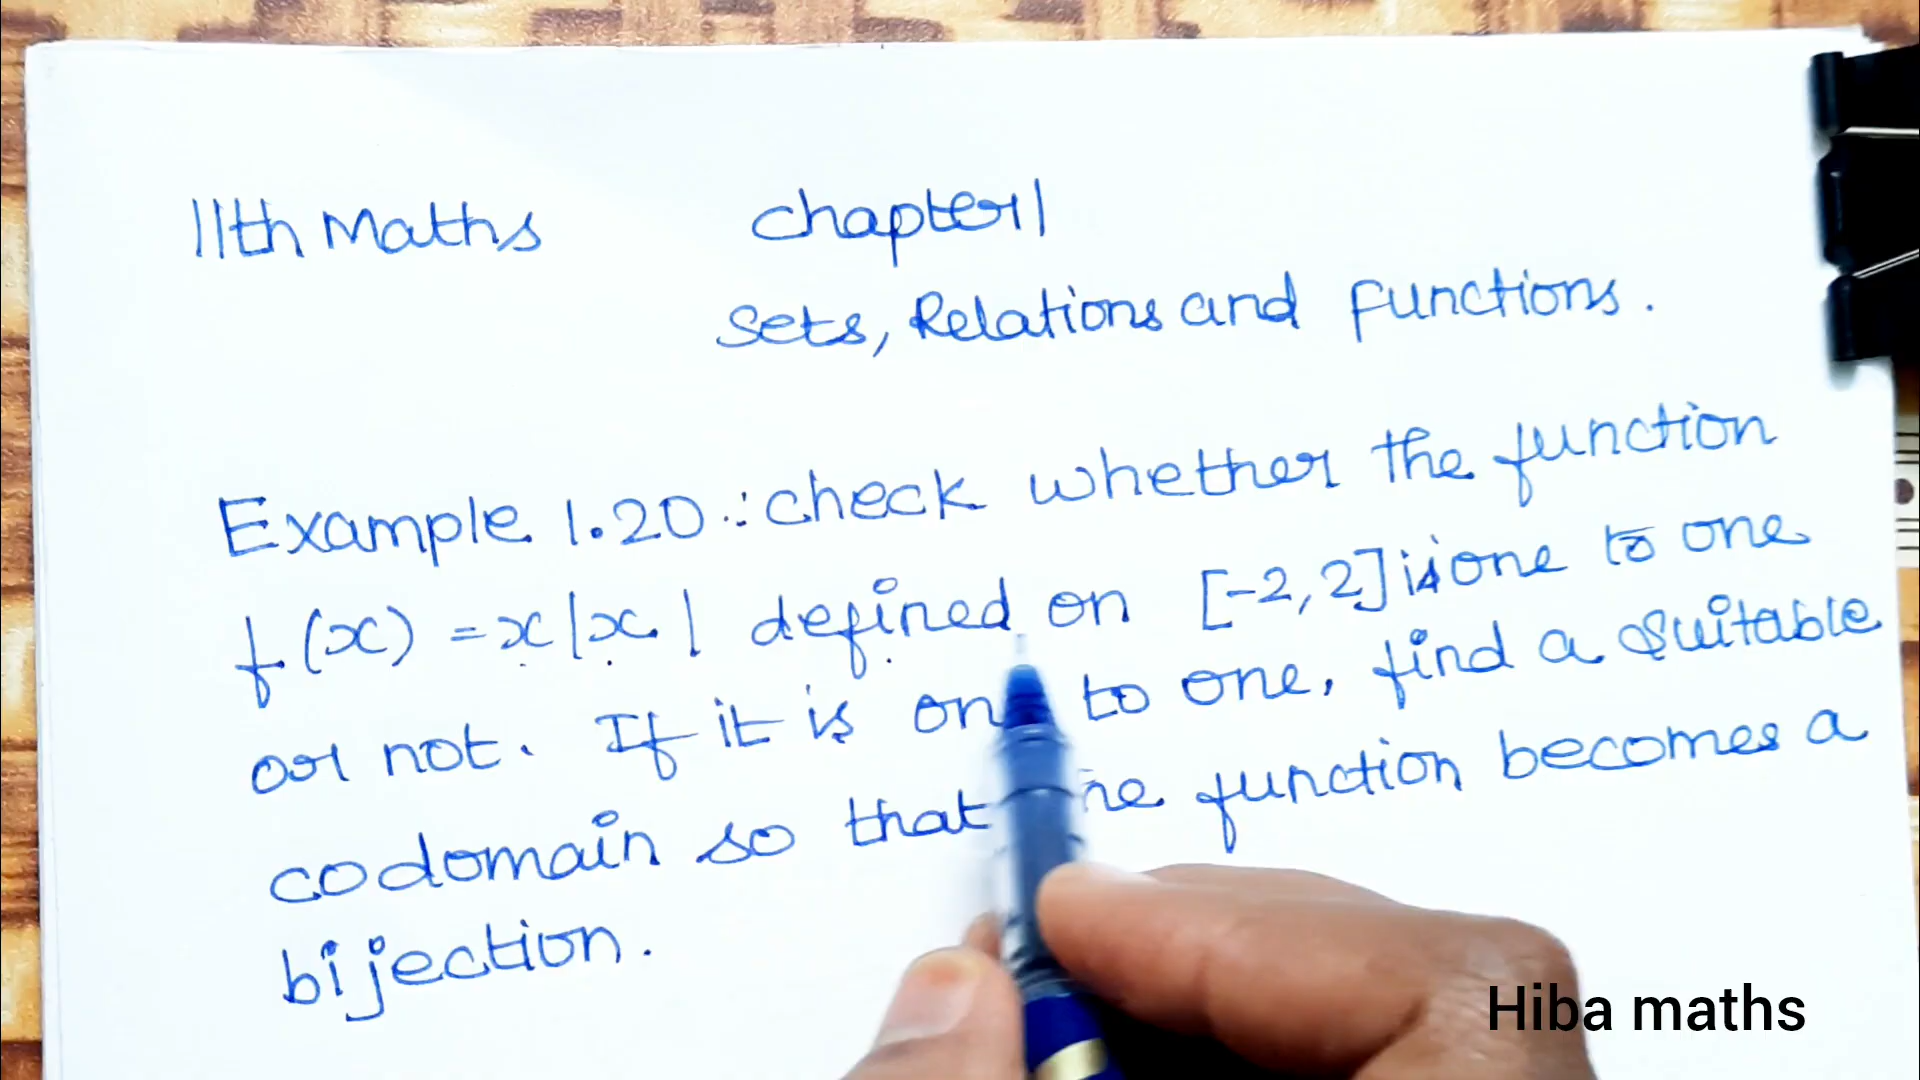 11th Maths chapter 1
Sets, Relations and Functions.
Example 1.20 : check whether the function
f(x) = x|x| defined on [-2, 2] is one to one
or not. If it is on to one, find a suitable
codomain so that function becomes a
bijection.
Hiba maths